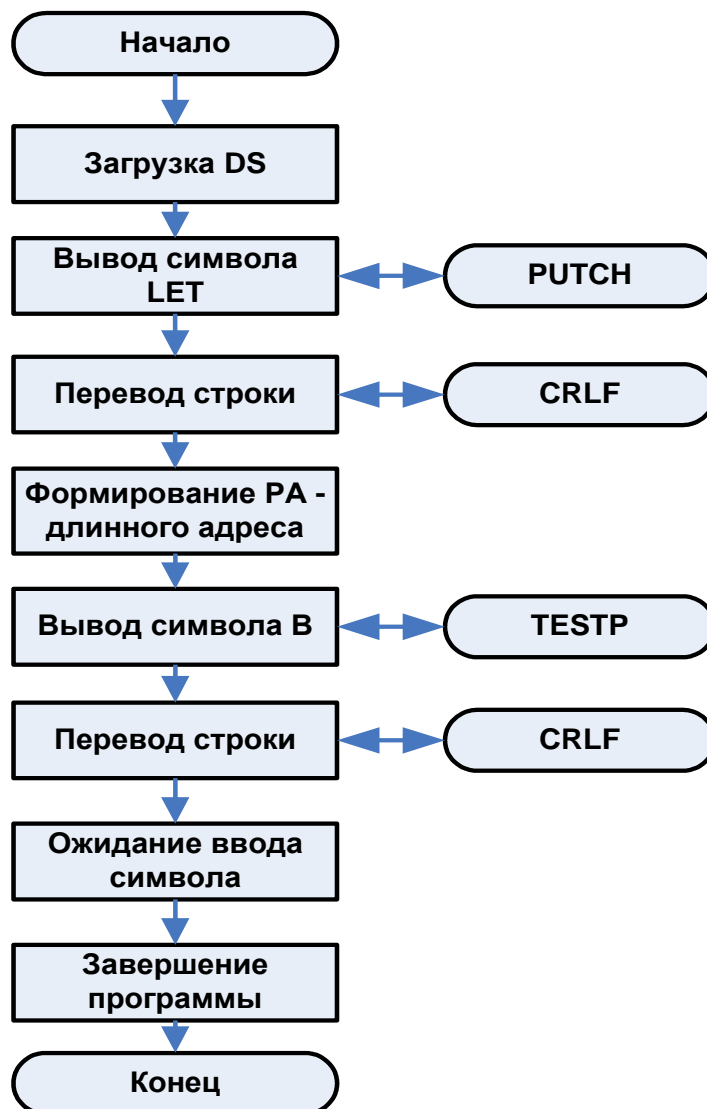 Начало
Загрузка DS
Вывод символа
LET
PUTCH
Перевод строки
CRLF
Формирование PA -
длинного адреса
Вывод символа B
TESTP
Перевод строки
CRLF
Ожидание ввода
символа
Завершение
программы
Конец